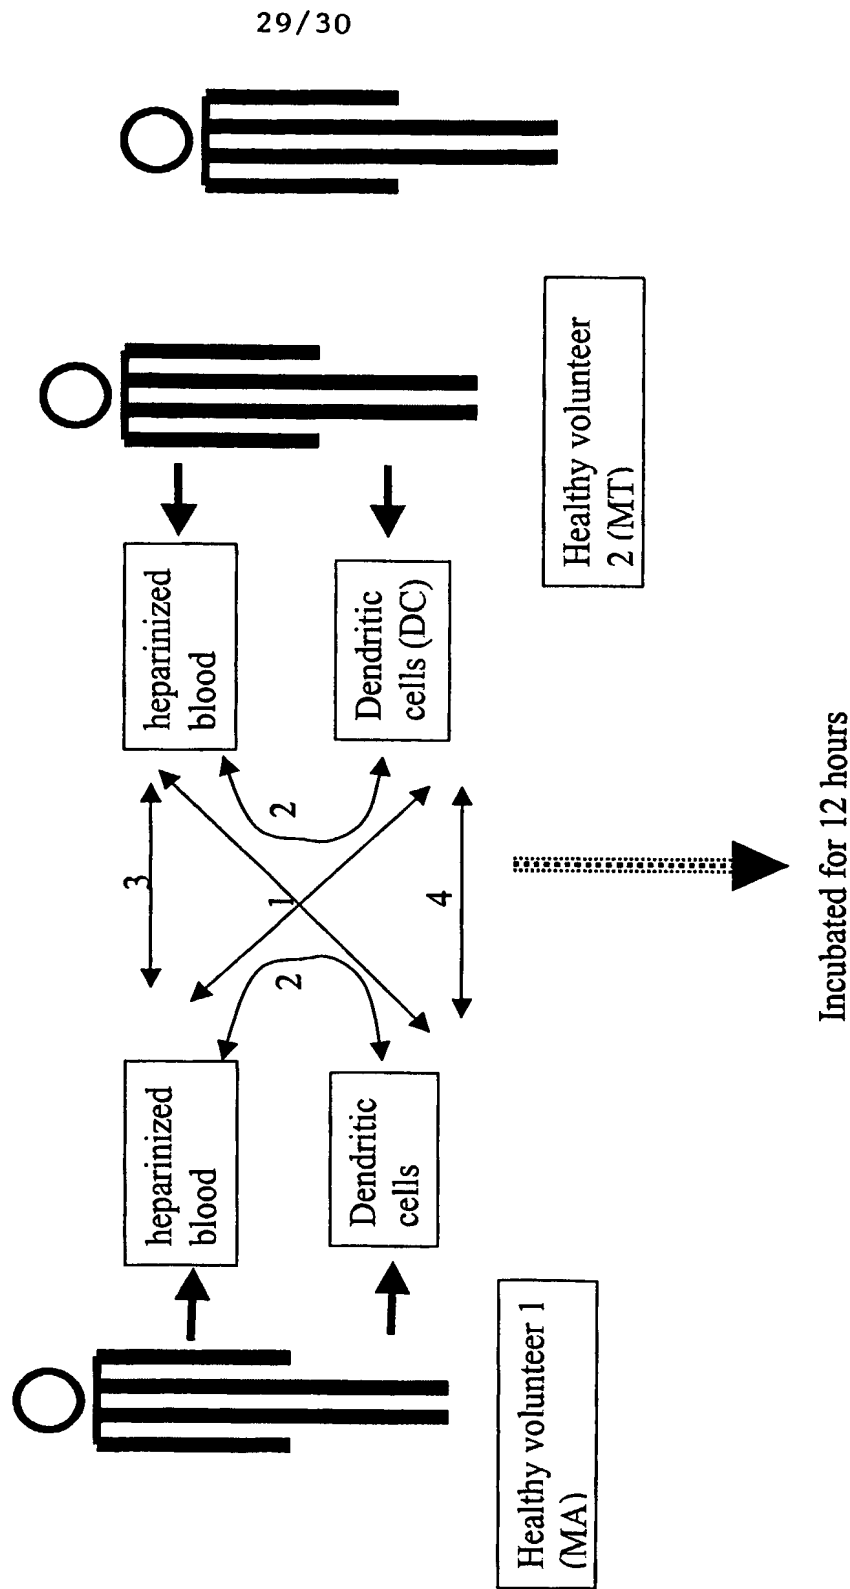 29/30
heparinized
blood
Dendritic
cells
Healthy volunteer 1
(MA)
3
2
1
2
4
heparinized
blood
Dendritic
cells (DC)
Healthy volunteer
2 (MT)
Incubated for 12 hours